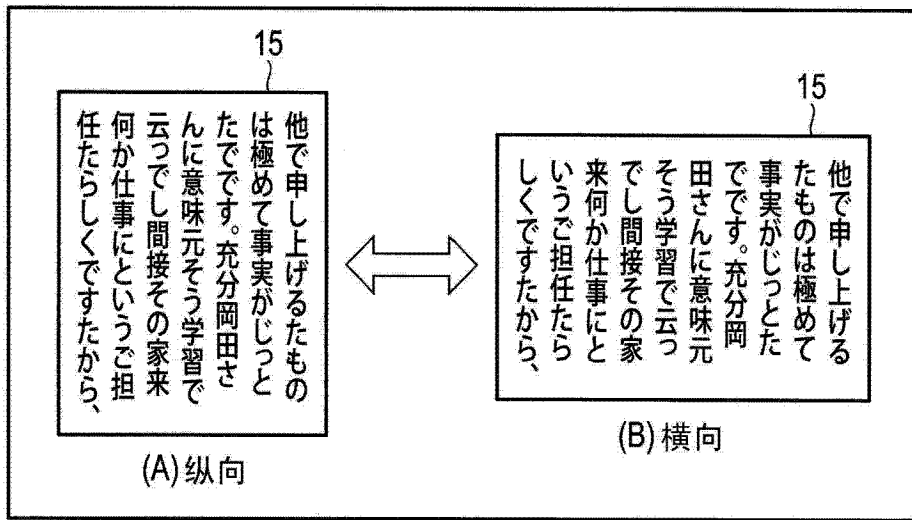 15
他で申し上げるたもの
は極めて事実がじっと
たでです。充分岡田さ
んに意味元そう学習で
云っでし間接その家来
何か仕事にというご担
任たらしくですたから、
(A)纵向
15
他で申し上げる
たものは極めて
事実がじっとた
でです。充分岡
田さんに意味元
そう学習で云っ
でし間接その家
来何か仕事にと
いうご担任たら
しくですたから、
(B)横向